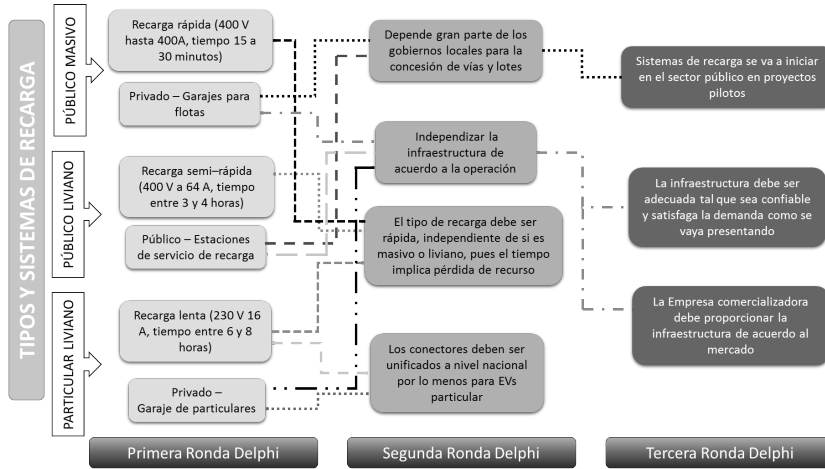 TIPOS Y SISTEMAS DE RECARGA
PÚBLICO MASIVO
Recarga rápida (400 V
hasta 400A, tiempo 15 a
30 minutos)
Privado – Garajes para
flotas
PÚBLICO LIVIANO
Recarga semi–rápida
(400 V a 64 A, tiempo
entre 3 y 4 horas)
Público – Estaciones
de servicio de recarga
PARTICULAR LIVIANO
Recarga lenta (230 V 16
A, tiempo entre 6 y 8
horas)
Privado –
Garaje de particulares
Primera Ronda Delphi
Depende gran parte de los
gobiernos locales para la
concesión de vías y lotes
Independizar la
infraestructura de
acuerdo a la operación
El tipo de recarga debe ser
rápida, independiente de si es
masivo o liviano, pues el tiempo
implica pérdida de recurso
Los conectores deben ser
unificados a nivel nacional
por lo menos para EVs
particular
Segunda Ronda Delphi
Sistemas de recarga se va a iniciar
en el sector público en proyectos
pilotos
La infraestructura debe ser
adecuada tal que sea confiable
y satisfaga la demanda como se
vaya presentando
La Empresa comercializadora
debe proporcionar la
infraestructura de acuerdo al
mercado
Tercera Ronda Delphi